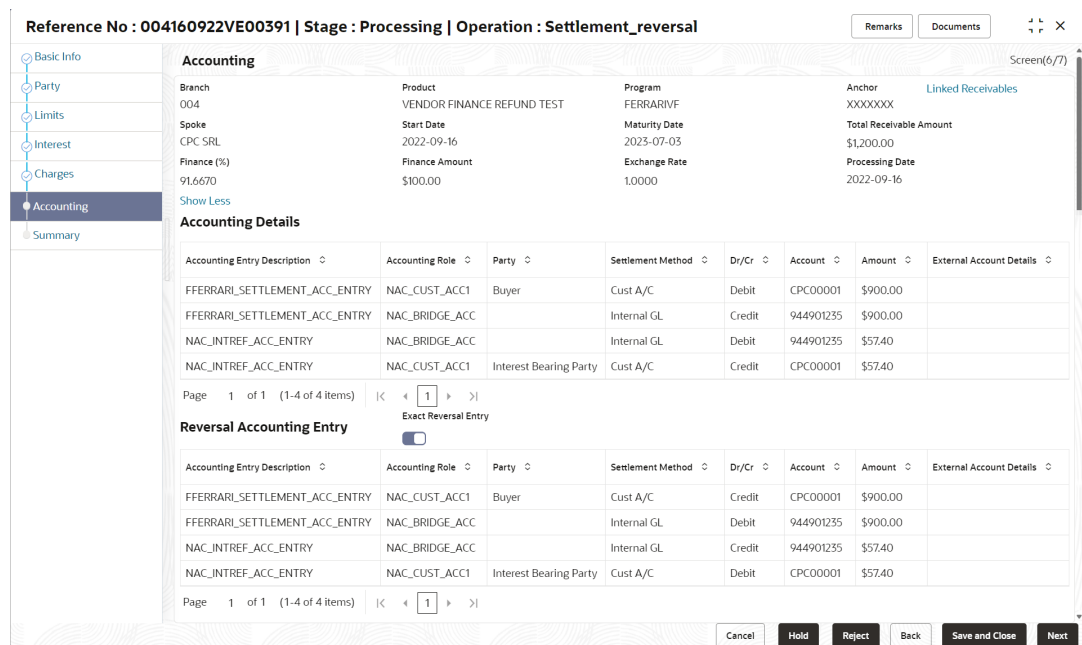 Reference No : 004160922VE00391 | Stage : Processing | Operation : Settlement_reversal Remarks Documents
Basic Info
Party
Limits
Interest
Charges
Accounting
Summary
Accounting Screen(6/7)
Branch Product Program Anchor Linked Receivables
004 VENDOR FINANCE REFUND TEST FERRARIVF XXXXXXX
Spoke Start Date Maturity Date Total Receivable Amount
CPC SRL 2022-09-16 2023-07-03 $1,200.00
Finance (%) Finance Amount Exchange Rate Processing Date
91.6670 $100.00 1.0000 2022-09-16
Show Less
Accounting Details
Accounting Entry Description Accounting Role Party Settlement Method Dr/Cr Account Amount External Account Details
FFERRARI_SETTLEMENT_ACC_ENTRY NAC_CUST_ACC1 Buyer Cust A/C Debit CPC00001 $900.00
FFERRARI_SETTLEMENT_ACC_ENTRY NAC_BRIDGE_ACC Internal GL Credit 944901235 $900.00
NAC_INTREF_ACC_ENTRY NAC_BRIDGE_ACC Internal GL Debit 944901235 $57.40
NAC_INTREF_ACC_ENTRY NAC_CUST_ACC1 Interest Bearing Party Cust A/C Credit CPC00001 $57.40
Page 1 of 1 (1-4 of 4 items) 1
Reversal Accounting Entry Exact Reversal Entry
Accounting Entry Description Accounting Role Party Settlement Method Dr/Cr Account Amount External Account Details
FFERRARI_SETTLEMENT_ACC_ENTRY NAC_CUST_ACC1 Buyer Cust A/C Credit CPC00001 $900.00
FFERRARI_SETTLEMENT_ACC_ENTRY NAC_BRIDGE_ACC Internal GL Debit 944901235 $900.00
NAC_INTREF_ACC_ENTRY NAC_BRIDGE_ACC Internal GL Credit 944901235 $57.40
NAC_INTREF_ACC_ENTRY NAC_CUST_ACC1 Interest Bearing Party Cust A/C Debit CPC00001 $57.40
Page 1 of 1 (1-4 of 4 items) 1
Cancel Hold Reject Back Save and Close Next